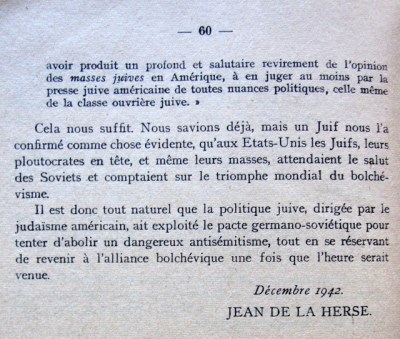 — 60 —
avoir produit un profond et salutaire revirement de l'opinion
des masses juives en Amérique, à en juger au moins par la
presse juive américaine de toutes nuances politiques, celle même
de la classe ouvrière juive. »
Cela nous suffit. Nous savions déjà, mais un Juif nous l'a
confirmé comme chose évidente, qu'aux Etats-Unis les Juifs, leurs
ploutocrates en tête, et même leurs masses, attendaient le salut
des Soviets et comptaient sur le triomphe mondial du bolché-
visme.
Il est donc tout naturel que la politique juive, dirigée par le
judaïsme américain, ait exploité le pacte germano-soviétique pour
tenter d'abolir un dangereux antisémitisme, tout en se réservant
de revenir à l'alliance bolchévique une fois que l'heure serait
venue.
Décembre 1942.
JEAN DE LA HERSE.